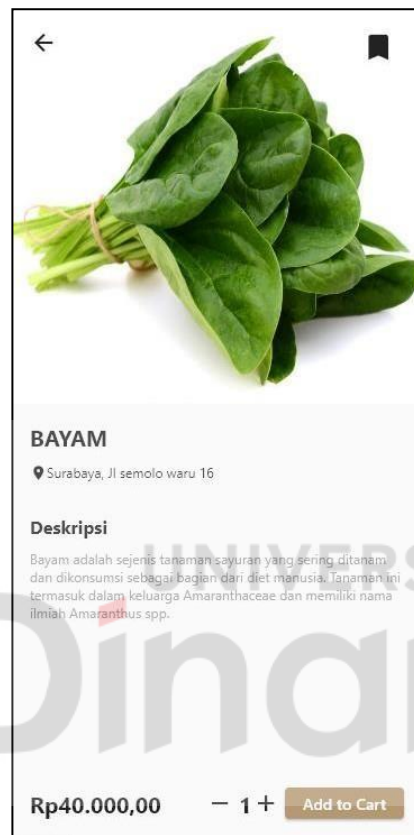 BAYAM
Surabaya, Jl semolo waru 16
Deskripsi
Bayam adalah sejenis tanaman sayuran yang sering ditanam
dan dikonsumsi sebagai bagian dari diet manusia. Tanaman ini
termasuk dalam keluarga Amaranthaceae dan memiliki nama
ilmiah Amaranthus spp.
UNIVERS
Dina
Rp40.000,00 − 1 + Add to Cart